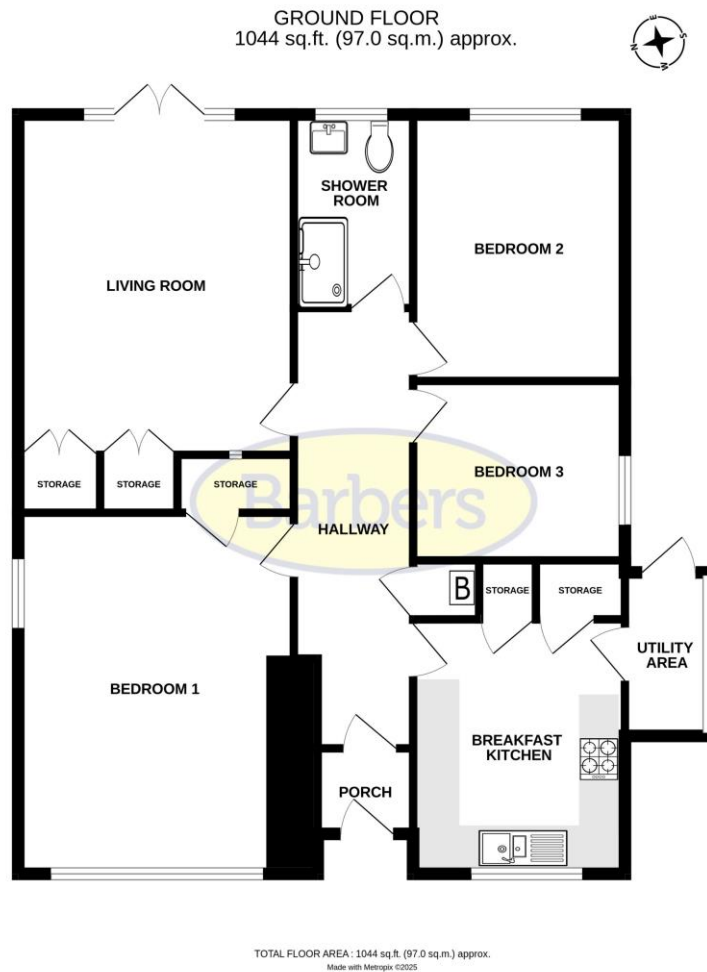 GROUND FLOOR
1044 sq.ft. (97.0 sq.m.) approx.
N
E
S
W
SHOWER
ROOM
BEDROOM 2
LIVING ROOM
STORAGE
STORAGE
STORAGE
BEDROOM 3
Barbers
HALLWAY
B
STORAGE
STORAGE
UTILITY
AREA
BEDROOM 1
BREAKFAST
KITCHEN
PORCH
TOTAL FLOOR AREA : 1044 sq.ft. (97.0 sq.m.) approx.
Made with Metropix ©2025